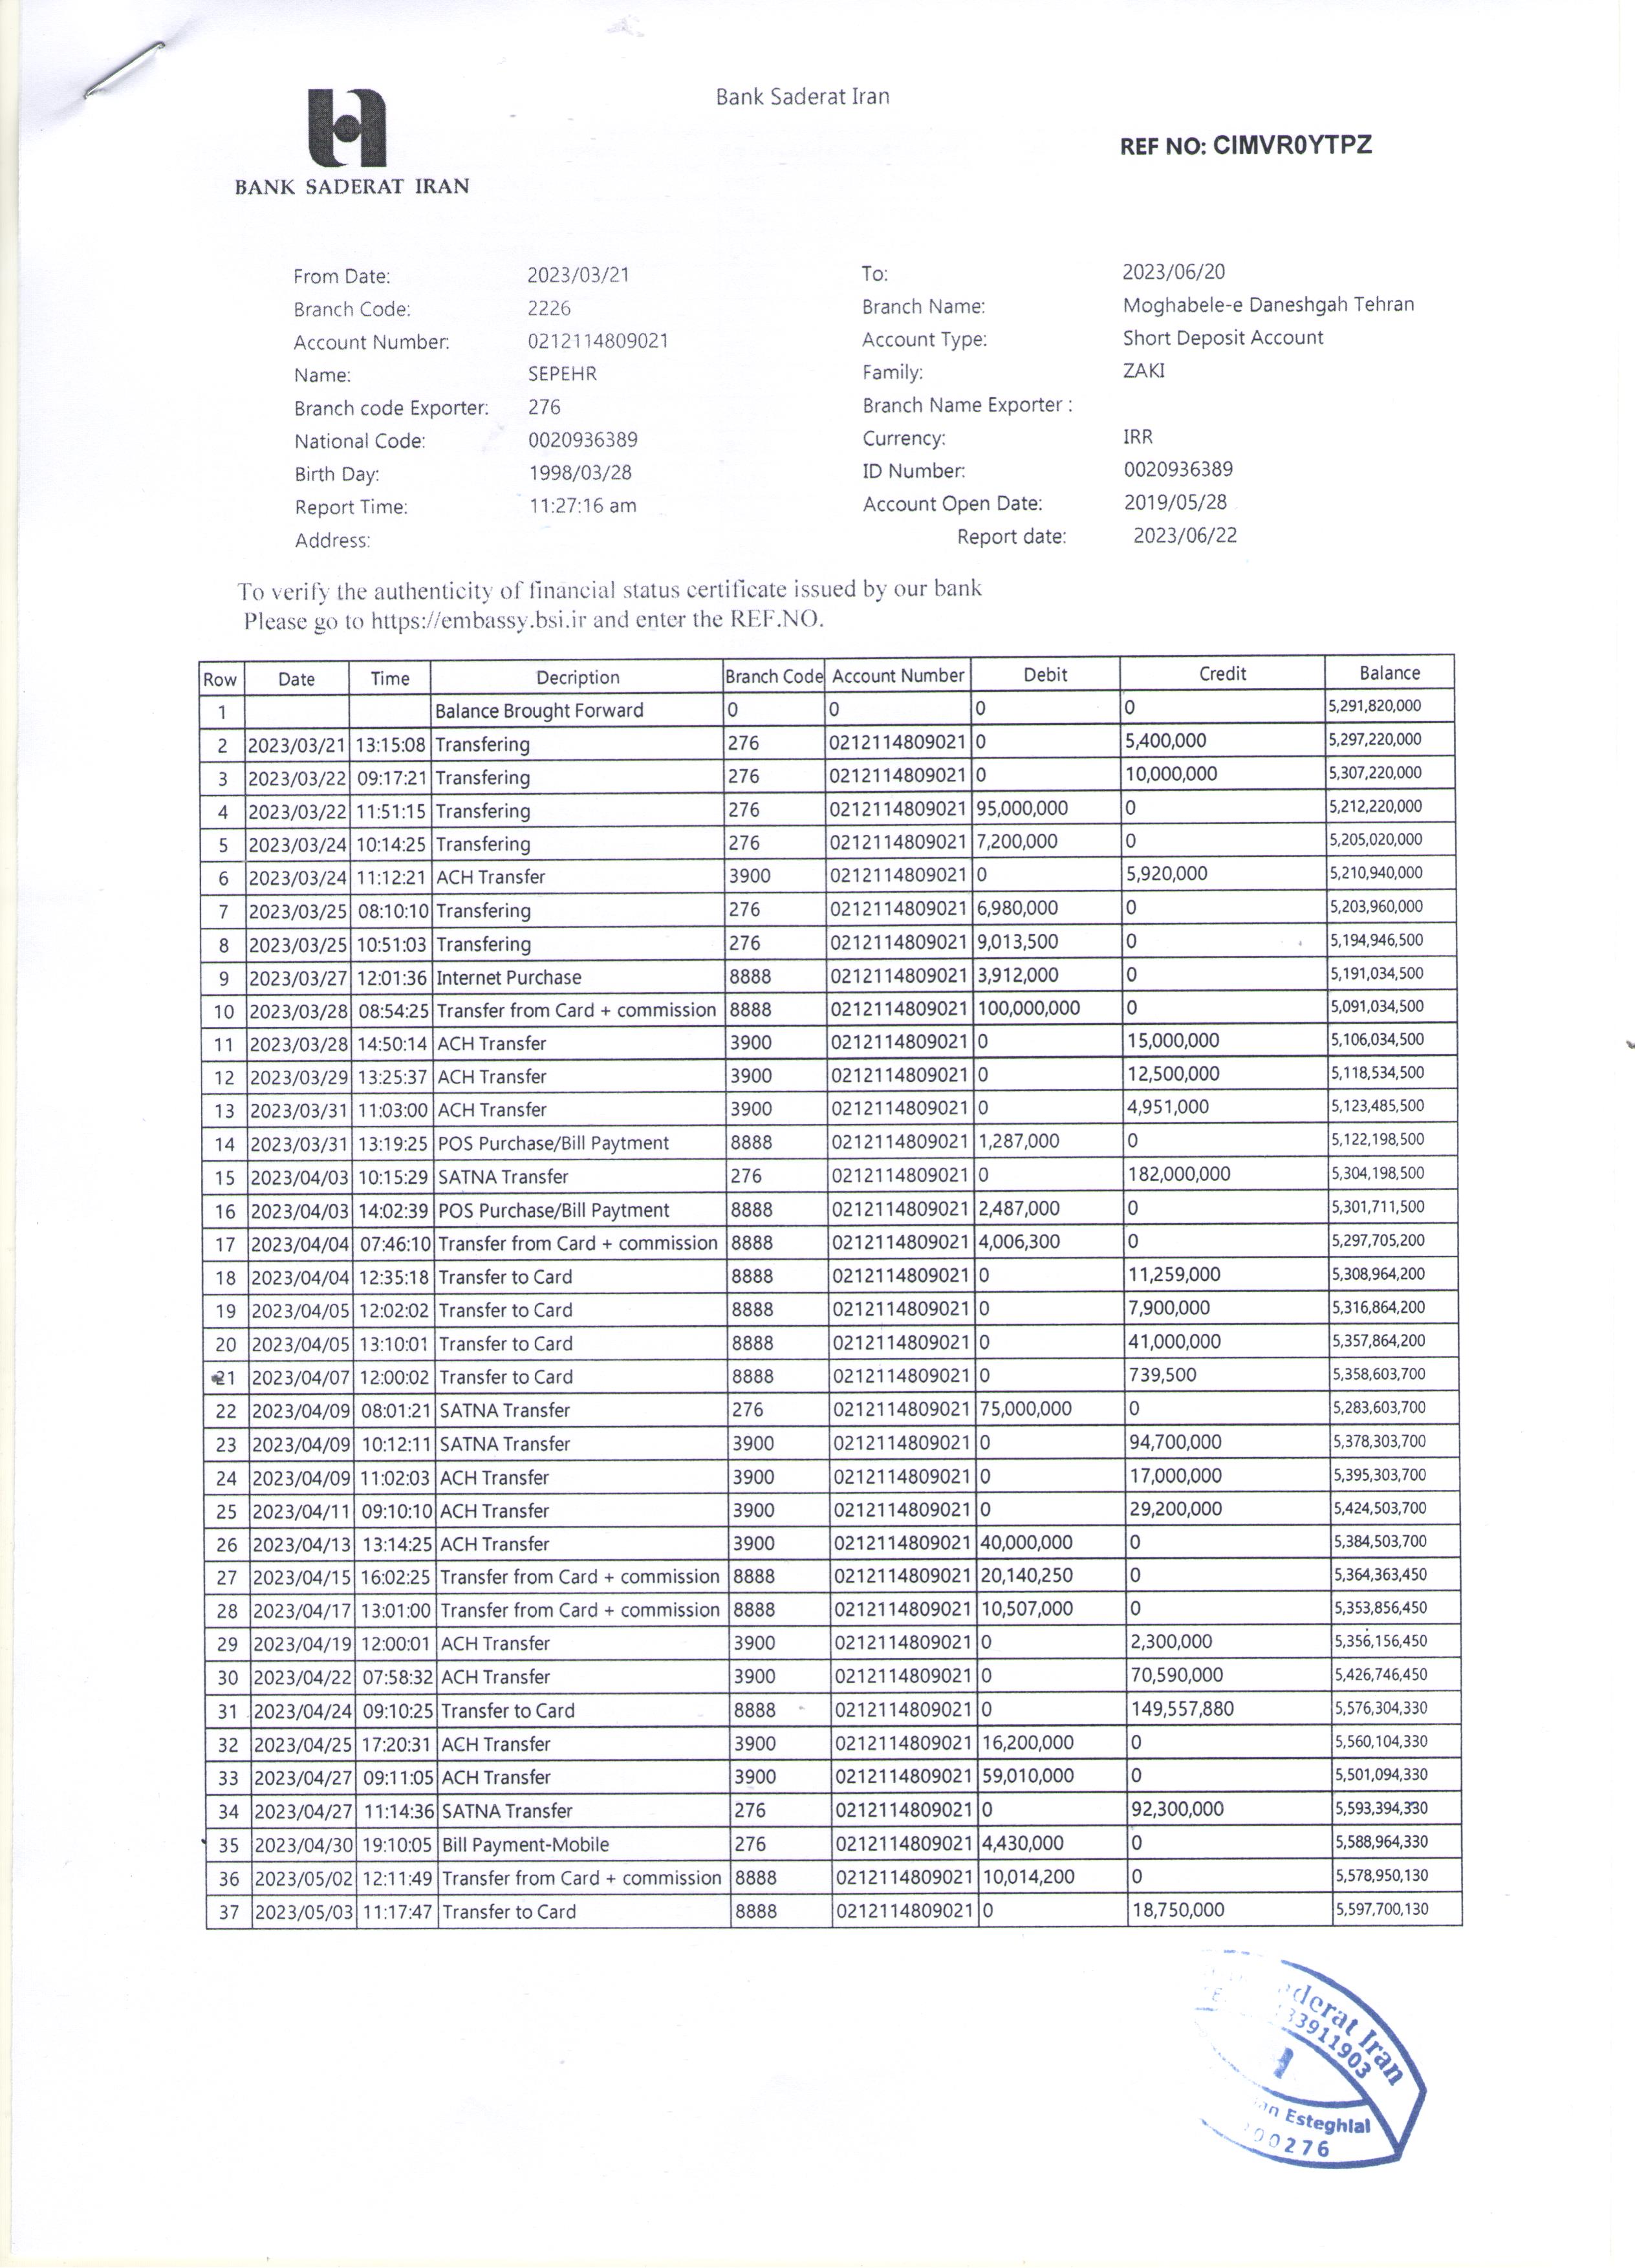 Bank Saderat Iran
REF NO: CIMVR0YTPZ
BANK SADERAT IRAN
From Date: 2023/03/21 To: 2023/06/20
Branch Code: 2226 Branch Name: Moghabele-e Daneshgah Tehran
Account Number: 0212114809021 Account Type: Short Deposit Account
Name: SEPEHR Family: ZAKI
Branch code Exporter: 276 Branch Name Exporter :
National Code: 0020936389 Currency: IRR
Birth Day: 1998/03/28 ID Number: 0020936389
Report Time: 11:27:16 am Account Open Date: 2019/05/28
Address: Report date: 2023/06/22
To verify the authenticity of financial status certificate issued by our bank
Please go to https://embassy.bsi.ir and enter the REF.NO.
Row Date Time Decription Branch Code Account Number Debit Credit Balance
1 Balance Brought Forward 0 0 0 0 5,291,820,000
2 2023/03/21 13:15:08 Transfering 276 0212114809021 0 5,400,000 5,297,220,000
3 2023/03/22 09:17:21 Transfering 276 0212114809021 0 10,000,000 5,307,220,000
4 2023/03/22 11:51:15 Transfering 276 0212114809021 95,000,000 0 5,212,220,000
5 2023/03/24 10:14:25 Transfering 276 0212114809021 7,200,000 0 5,205,020,000
6 2023/03/24 11:12:21 ACH Transfer 3900 0212114809021 0 5,920,000 5,210,940,000
7 2023/03/25 08:10:10 Transfering 276 0212114809021 6,980,000 0 5,203,960,000
8 2023/03/25 10:51:03 Transfering 276 0212114809021 9,013,500 0 5,194,946,500
9 2023/03/27 12:01:36 Internet Purchase 8888 0212114809021 3,912,000 0 5,191,034,500
10 2023/03/28 08:54:25 Transfer from Card + commission 8888 0212114809021 100,000,000 0 5,091,034,500
11 2023/03/28 14:50:14 ACH Transfer 3900 0212114809021 0 15,000,000 5,106,034,500
12 2023/03/29 13:25:37 ACH Transfer 3900 0212114809021 0 12,500,000 5,118,534,500
13 2023/03/31 11:03:00 ACH Transfer 3900 0212114809021 0 4,951,000 5,123,485,500
14 2023/03/31 13:19:25 POS Purchase/Bill Paytment 8888 0212114809021 1,287,000 0 5,122,198,500
15 2023/04/03 10:15:29 SATNA Transfer 276 0212114809021 0 182,000,000 5,304,198,500
16 2023/04/03 14:02:39 POS Purchase/Bill Paytment 8888 0212114809021 2,487,000 0 5,301,711,500
17 2023/04/04 07:46:10 Transfer from Card + commission 8888 0212114809021 4,006,300 0 5,297,705,200
18 2023/04/04 12:35:18 Transfer to Card 8888 0212114809021 0 11,259,000 5,308,964,200
19 2023/04/05 12:02:02 Transfer to Card 8888 0212114809021 0 7,900,000 5,316,864,200
20 2023/04/05 13:10:01 Transfer to Card 8888 0212114809021 0 41,000,000 5,357,864,200
21 2023/04/07 12:00:02 Transfer to Card 8888 0212114809021 0 739,500 5,358,603,700
22 2023/04/09 08:01:21 SATNA Transfer 276 0212114809021 75,000,000 0 5,283,603,700
23 2023/04/09 10:12:11 SATNA Transfer 3900 0212114809021 0 94,700,000 5,378,303,700
24 2023/04/09 11:02:03 ACH Transfer 3900 0212114809021 0 17,000,000 5,395,303,700
25 2023/04/11 09:10:10 ACH Transfer 3900 0212114809021 0 29,200,000 5,424,503,700
26 2023/04/13 13:14:25 ACH Transfer 3900 0212114809021 40,000,000 0 5,384,503,700
27 2023/04/15 16:02:25 Transfer from Card + commission 8888 0212114809021 20,140,250 0 5,364,363,450
28 2023/04/17 13:01:00 Transfer from Card + commission 8888 0212114809021 10,507,000 0 5,353,856,450
29 2023/04/19 12:00:01 ACH Transfer 3900 0212114809021 0 2,300,000 5,356,156,450
30 2023/04/22 07:58:32 ACH Transfer 3900 0212114809021 0 70,590,000 5,426,746,450
31 2023/04/24 09:10:25 Transfer to Card 8888 0212114809021 0 149,557,880 5,576,304,330
32 2023/04/25 17:20:31 ACH Transfer 3900 0212114809021 16,200,000 0 5,560,104,330
33 2023/04/27 09:11:05 ACH Transfer 3900 0212114809021 59,010,000 0 5,501,094,330
34 2023/04/27 11:14:36 SATNA Transfer 276 0212114809021 0 92,300,000 5,593,394,330
35 2023/04/30 19:10:05 Bill Payment-Mobile 276 0212114809021 4,430,000 0 5,588,964,330
36 2023/05/02 12:11:49 Transfer from Card + commission 8888 0212114809021 10,014,200 0 5,578,950,130
37 2023/05/03 11:17:47 Transfer to Card 8888 0212114809021 0 18,750,000 5,597,700,130
Iran
33911903
Esteghlal
00276